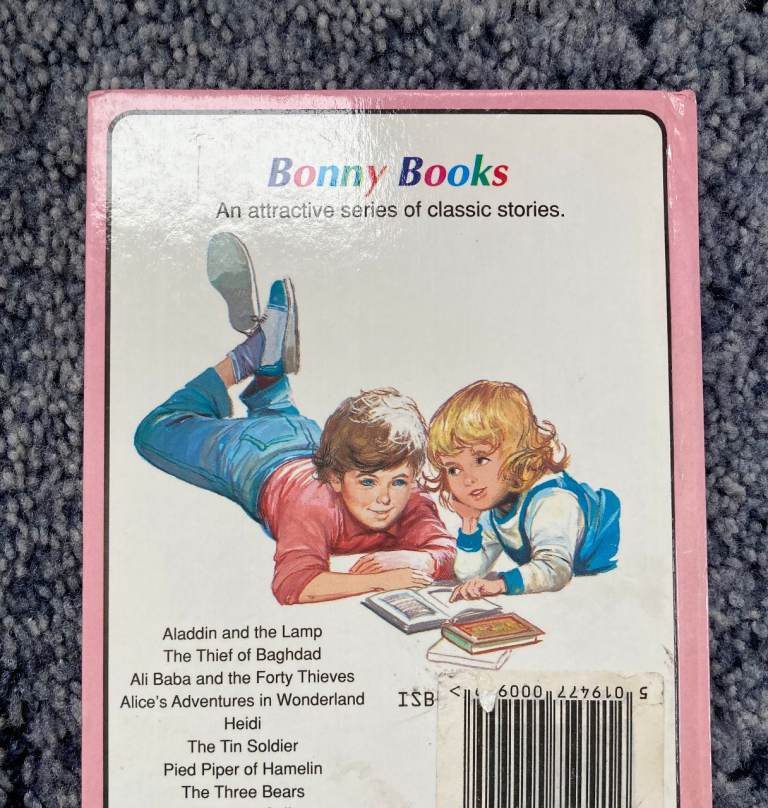 Bonny Books
An attractive series of classic stories.
Aladdin and the Lamp
The Thief of Baghdad
Ali Baba and the Forty Thieves
Alice's Adventures in Wonderland
Heidi
The Tin Soldier
Pied Piper of Hamelin
The Three Bears
ISB
5 019477